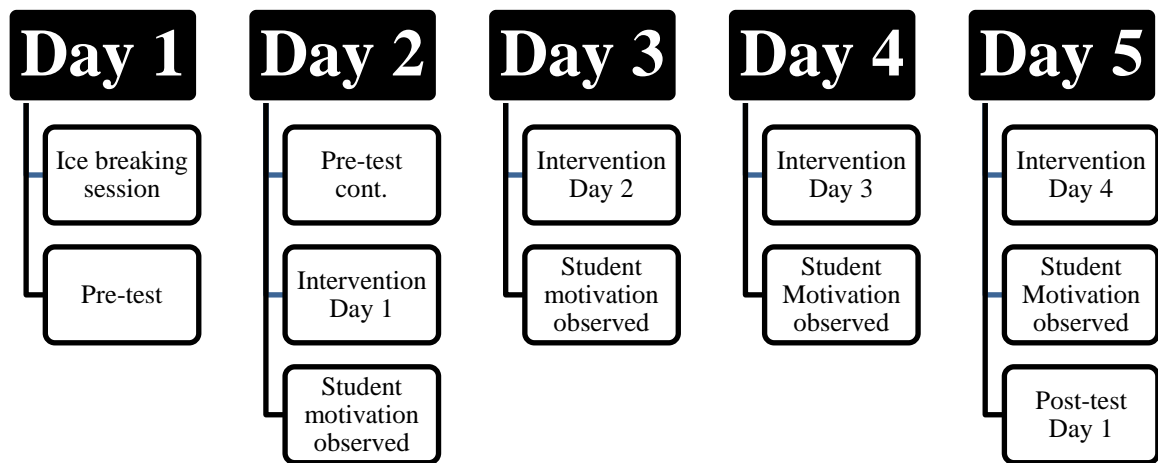 Day 1
Ice breaking
session
Pre-test
Day 2
Pre-test
cont.
Intervention
Day 1
Student
motivation
observed
Day 3
Intervention
Day 2
Student
motivation
observed
Day 4
Intervention
Day 3
Student
Motivation
observed
Day 5
Intervention
Day 4
Student
Motivation
observed
Post-test
Day 1